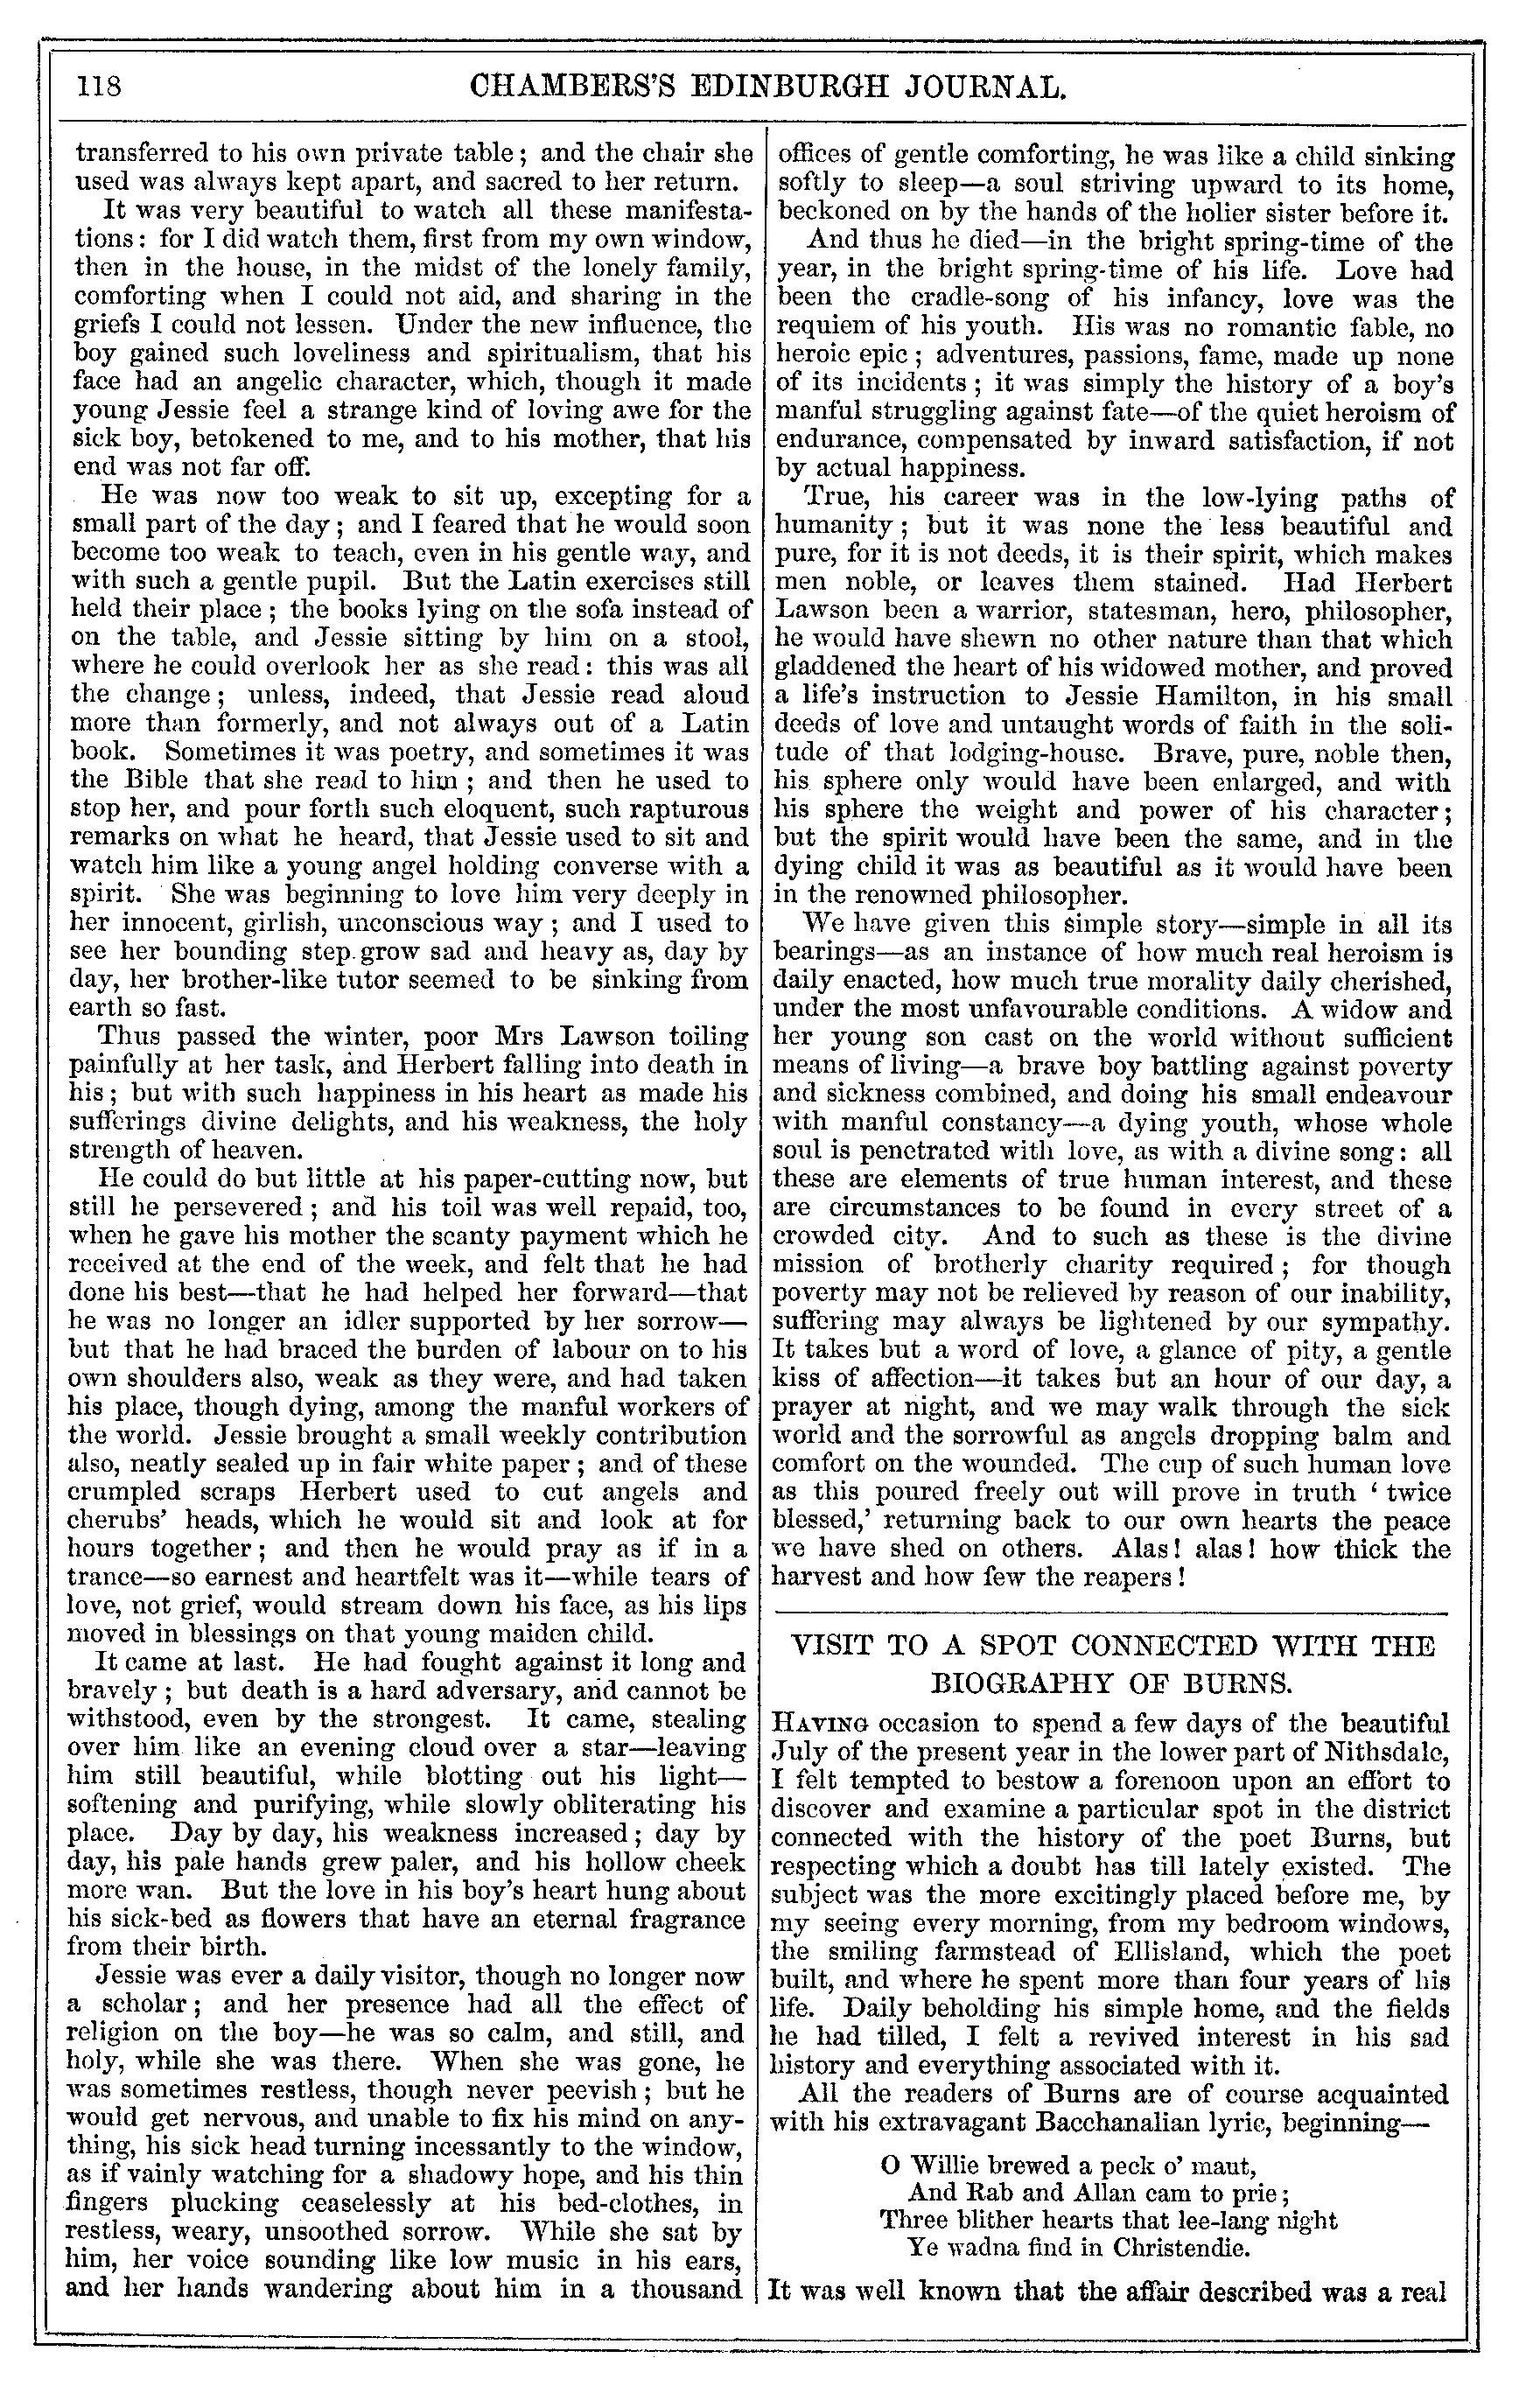 118
CHAMBERS'S EDINBURGH JOURNAL.
transferred to his own private table; and the chair she
used was always kept apart, and sacred to her return.
It was very beautiful to watch all these manifesta-
tions: for I did watch them, first from my own window,
then in the house, in the midst of the lonely family,
comforting when I could not aid, and sharing in the
griefs I could not lessen. Under the new influence, the
boy gained such loveliness and spiritualism, that his
face had an angelic character, which, though it made
young Jessie feel a strange kind of loving awe for the
sick boy, betokened to me, and to his mother, that his
end was not far off.
He was now too weak to sit up, excepting for a
small part of the day; and I feared that he would soon
become too weak to teach, even in his gentle way, and
with such a gentle pupil. But the Latin exercises still
held their place; the books lying on the sofa instead of
on the table, and Jessie sitting by him on a stool,
where he could overlook her as she read: this was all
the change; unless, indeed, that Jessie read aloud
more than formerly, and not always out of a Latin
book. Sometimes it was poetry, and sometimes it was
the Bible that she read to him; and then he used to
stop her, and pour forth such eloquent, such rapturous
remarks on what he heard, that Jessie used to sit and
watch him like a young angel holding converse with a
spirit. She was beginning to love him very deeply in
her innocent, girlish, unconscious way; and I used to
see her bounding step grow sad and heavy as, day by
day, her brother-like tutor seemed to be sinking from
earth so fast.
Thus passed the winter, poor Mrs Lawson toiling
painfully at her task, and Herbert falling into death in
his; but with such happiness in his heart as made his
sufferings divine delights, and his weakness, the holy
strength of heaven.
He could do but little at his paper-cutting now, but
still he persevered; and his toil was well repaid, too,
when he gave his mother the scanty payment which he
received at the end of the week, and felt that he had
done his best—that he had helped her forward—that
he was no longer an idler supported by her sorrow—
but that he had braced the burden of labour on to his
own shoulders also, weak as they were, and had taken
his place, though dying, among the manful workers of
the world. Jessie brought a small weekly contribution
also, neatly sealed up in fair white paper; and of these
crumpled scraps Herbert used to cut angels and
cherubs' heads, which he would sit and look at for
hours together; and then he would pray as if in a
trance—so earnest and heartfelt was it—while tears of
love, not grief, would stream down his face, as his lips
moved in blessings on that young maiden child.
It came at last. He had fought against it long and
bravely; but death is a hard adversary, and cannot be
withstood, even by the strongest. It came, stealing
over him like an evening cloud over a star—leaving
him still beautiful, while blotting out his light—
softening and purifying, while slowly obliterating his
place. Day by day, his weakness increased; day by
day, his pale hands grew paler, and his hollow cheek
more wan. But the love in his boy's heart hung about
his sick-bed as flowers that have an eternal fragrance
from their birth.
Jessie was ever a daily visitor, though no longer now
a scholar; and her presence had all the effect of
religion on the boy—he was so calm, and still, and
holy, while she was there. When she was gone, he
was sometimes restless, though never peevish; but he
would get nervous, and unable to fix his mind on any-
thing, his sick head turning incessantly to the window,
as if vainly watching for a shadowy hope, and his thin
fingers plucking ceaselessly at his bed-clothes, in
restless, weary, unsoothed sorrow. While she sat by
him, her voice sounding like low music in his ears,
and her hands wandering about him in a thousand
offices of gentle comforting, he was like a child sinking
softly to sleep—a soul striving upward to its home,
beckoned on by the hands of the holier sister before it.
And thus he died—in the bright spring-time of the
year, in the bright spring-time of his life. Love had
been the cradle-song of his infancy, love was the
requiem of his youth. His was no romantic fable, no
heroic epic; adventures, passions, fame, made up none
of its incidents; it was simply the history of a boy's
manful struggling against fate—of the quiet heroism of
endurance, compensated by inward satisfaction, if not
by actual happiness.
True, his career was in the low-lying paths of
humanity; but it was none the less beautiful and
pure, for it is not deeds, it is their spirit, which makes
men noble, or leaves them stained. Had Herbert
Lawson been a warrior, statesman, hero, philosopher,
he would have shewn no other nature than that which
gladdened the heart of his widowed mother, and proved
a life's instruction to Jessie Hamilton, in his small
deeds of love and untaught words of faith in the soli-
tude of that lodging-house. Brave, pure, noble then,
his sphere only would have been enlarged, and with
his sphere the weight and power of his character;
but the spirit would have been the same, and in the
dying child it was as beautiful as it would have been
in the renowned philosopher.
We have given this simple story—simple in all its
bearings—as an instance of how much real heroism is
daily enacted, how much true morality daily cherished,
under the most unfavourable conditions. A widow and
her young son cast on the world without sufficient
means of living—a brave boy battling against poverty
and sickness combined, and doing his small endeavour
with manful constancy—a dying youth, whose whole
soul is penetrated with love, as with a divine song: all
these are elements of true human interest, and these
are circumstances to be found in every street of a
crowded city. And to such as these is the divine
mission of brotherly charity required; for though
poverty may not be relieved by reason of our inability,
suffering may always be lightened by our sympathy.
It takes but a word of love, a glance of pity, a gentle
kiss of affection—it takes but an hour of our day, a
prayer at night, and we may walk through the sick
world and the sorrowful as angels dropping balm and
comfort on the wounded. The cup of such human love
as this poured freely out will prove in truth ' twice
blessed,' returning back to our own hearts the peace
we have shed on others. Alas! alas! how thick the
harvest and how few the reapers!
VISIT TO A SPOT CONNECTED WITH THE
BIOGRAPHY OF BURNS.
HAVING occasion to spend a few days of the beautiful
July of the present year in the lower part of Nithsdale,
I felt tempted to bestow a forenoon upon an effort to
discover and examine a particular spot in the district
connected with the history of the poet Burns, but
respecting which a doubt has till lately existed. The
subject was the more excitingly placed before me, by
my seeing every morning, from my bedroom windows,
the smiling farmstead of Ellisland, which the poet
built, and where he spent more than four years of his
life. Daily beholding his simple home, and the fields
he had tilled, I felt a revived interest in his sad
history and everything associated with it.
All the readers of Burns are of course acquainted
with his extravagant Bacchanalian lyric, beginning—
O Willie brewed a peck o' maut,
And Rab and Allan cam to prie;
Three blither hearts that lee-lang night
Ye wadna find in Christendie.
It was well known that the affair described was a real